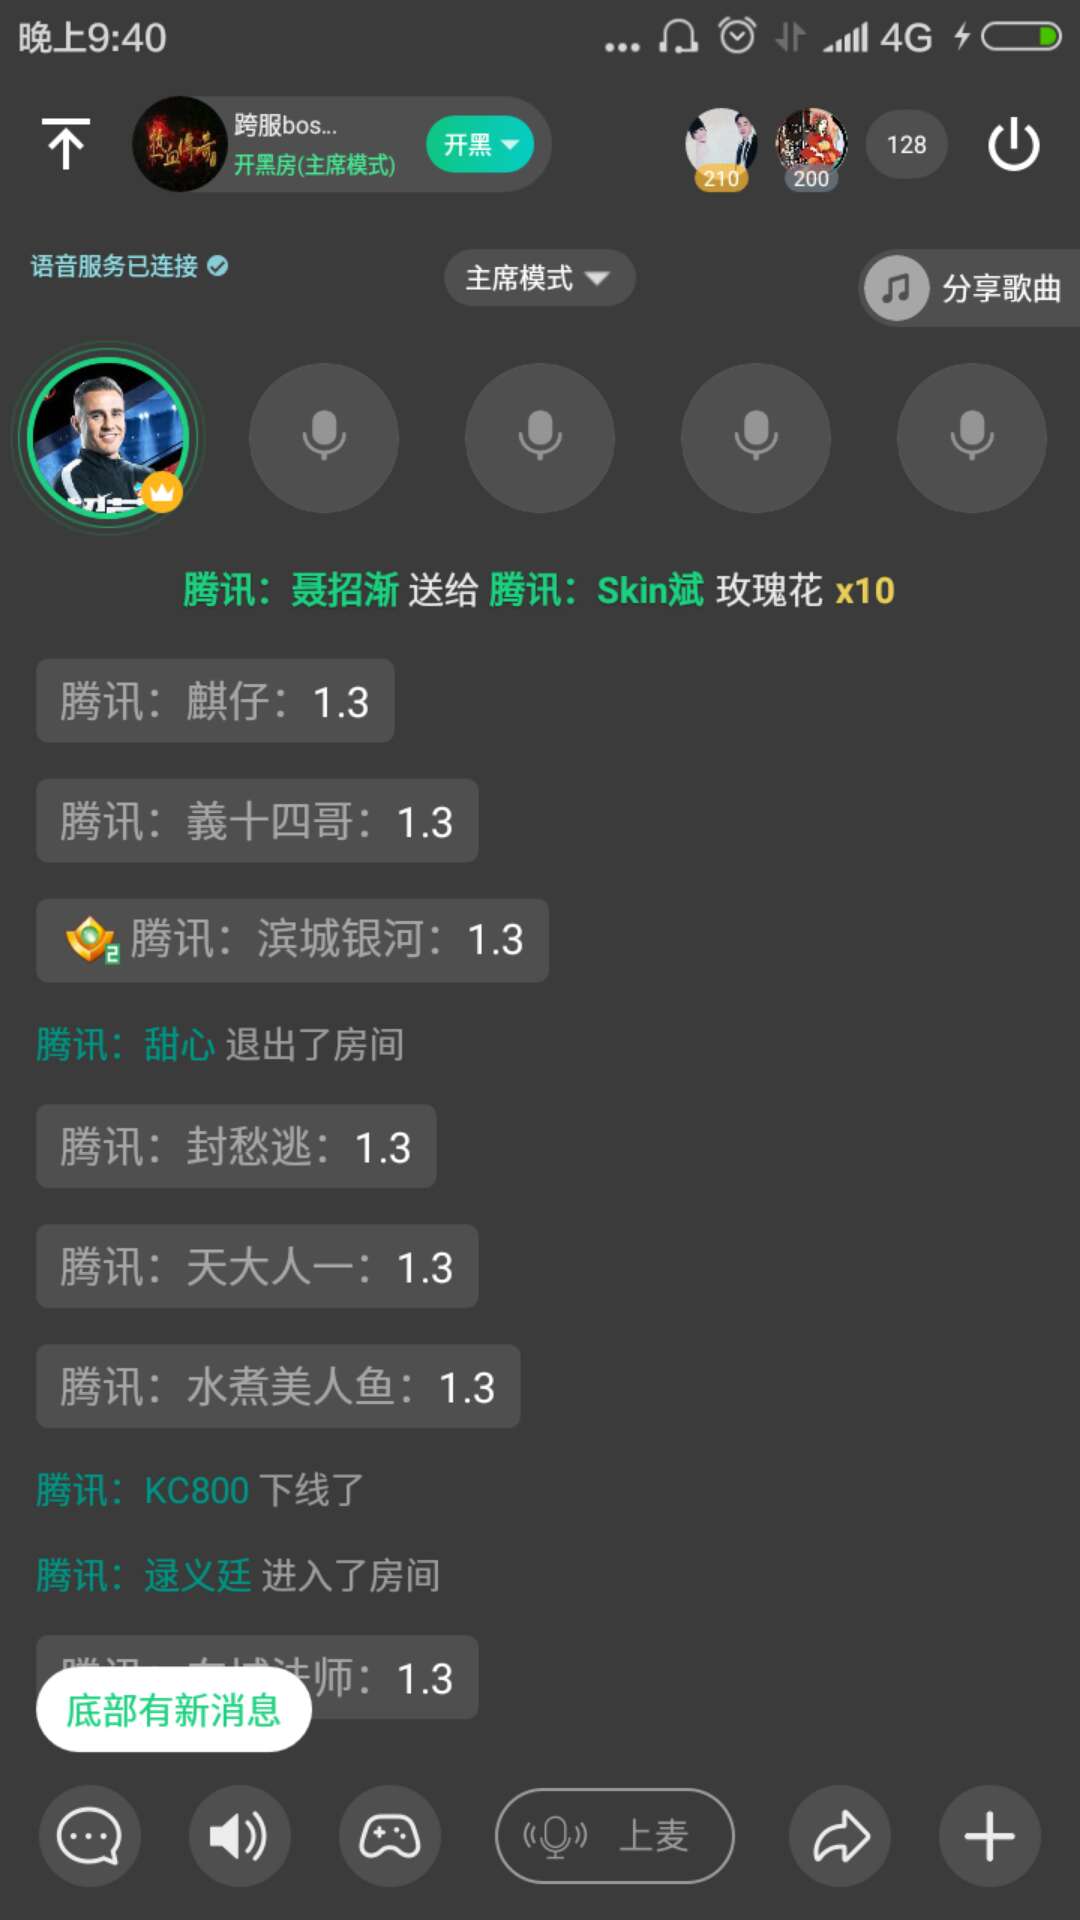 晚上9:40
4G
跨服bos...
开黑房(主席模式)
开黑
210
200
128
语音服务已连接
主席模式
分享歌曲
腾讯：聂招渐 送给 腾讯：Skin斌 玫瑰花 x10
腾讯：麒仔：1.3
腾讯：義十四哥：1.3
2 腾讯：滨城银河：1.3
腾讯：甜心 退出了房间
腾讯：封愁逃：1.3
腾讯：天大人一：1.3
腾讯：水煮美人鱼：1.3
腾讯：KC800 下线了
腾讯：逯义廷 进入了房间
师：1.3
底部有新消息
上麦